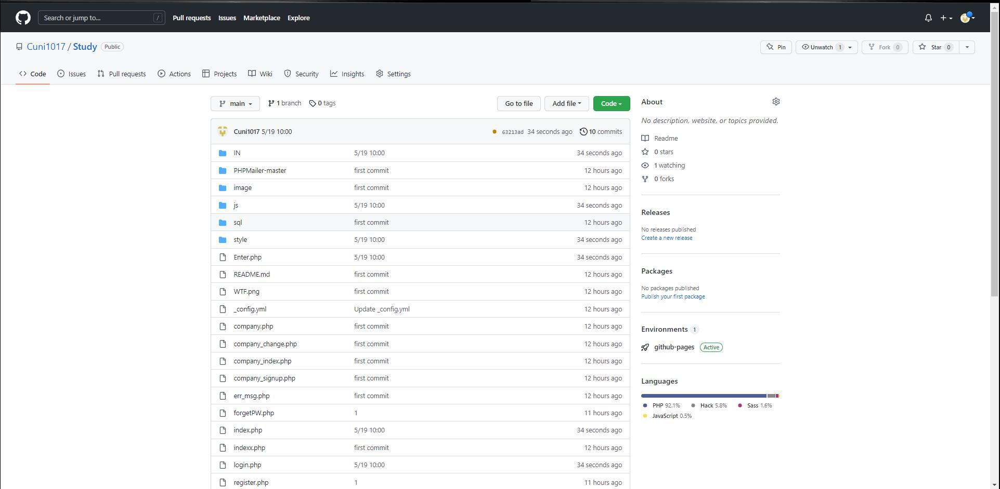 Search or jump to... /
Pull requests Issues Marketplace Explore
Cuni1017 / Study Public
Pin Unwatch 1 Fork 0 Star 0
Code Issues Pull requests Actions Projects Wiki Security Insights Settings
main 1 branch 0 tags Go to file Add file Code
Cuni1017 5/19 10:00 63213ad 34 seconds ago 10 commits
IN 5/19 10:00 34 seconds ago
PHPMailer-master first commit 12 hours ago
image first commit 12 hours ago
js 5/19 10:00 34 seconds ago
sql first commit 12 hours ago
style 5/19 10:00 34 seconds ago
Enter.php 5/19 10:00 34 seconds ago
README.md first commit 12 hours ago
WTF.png first commit 12 hours ago
_config.yml Update _config.yml 12 hours ago
company.php first commit 12 hours ago
company_change.php first commit 12 hours ago
company_index.php first commit 12 hours ago
company_signup.php first commit 12 hours ago
err_msg.php first commit 12 hours ago
forgetPW.php 1 11 hours ago
index.php 5/19 10:00 34 seconds ago
indexx.php first commit 12 hours ago
login.php 5/19 10:00 34 seconds ago
register.php 1 11 hours ago
About
No description, website, or topics provided.
Readme
0 stars
1 watching
0 forks
Releases
No releases published
Create a new release
Packages
No packages published
Publish your first package
Environments 1
github-pages Active
Languages
PHP 92.1% Hack 5.8% Sass 1.6%
JavaScript 0.5%